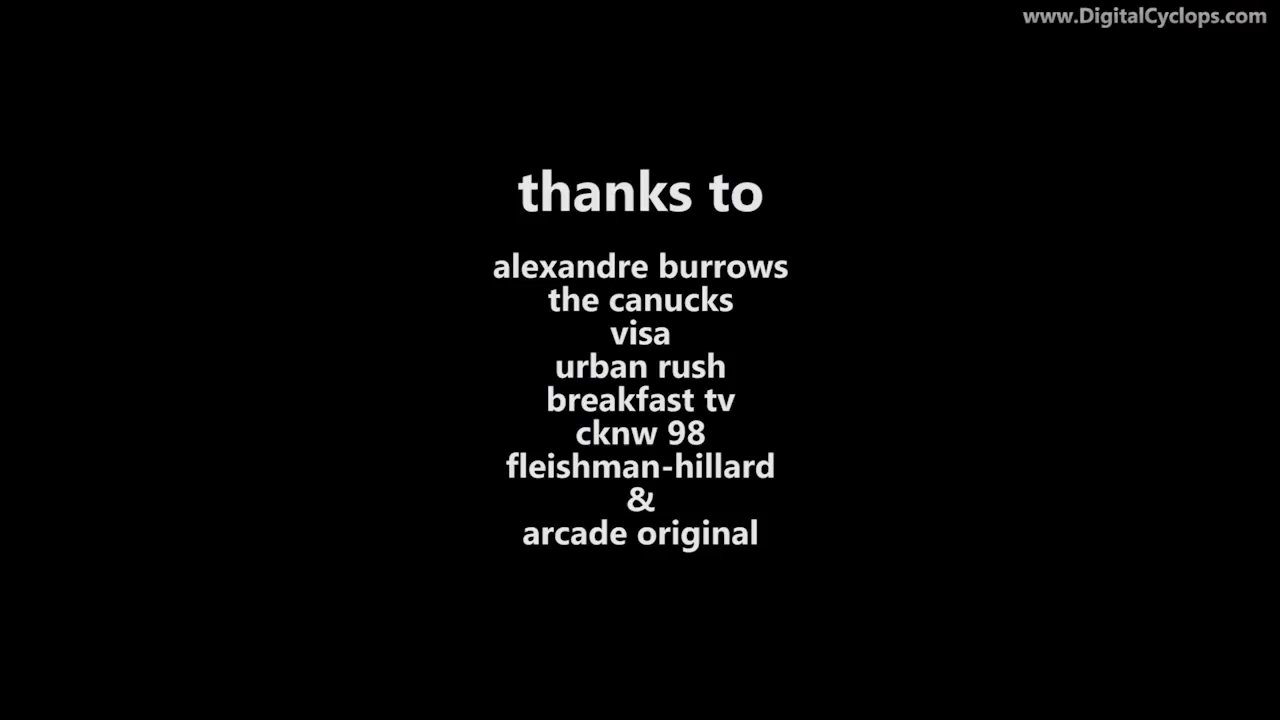 www.DigitalCyclops.com
thanks to
alexandre burrows
the canucks
visa
urban rush
breakfast tv
cknw 98
fleishman-hillard
&
arcade original